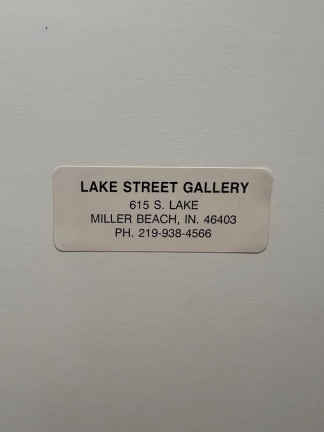 LAKE STREET GALLERY
615 S. LAKE
MILLER BEACH, IN. 46403
PH. 219-938-4566